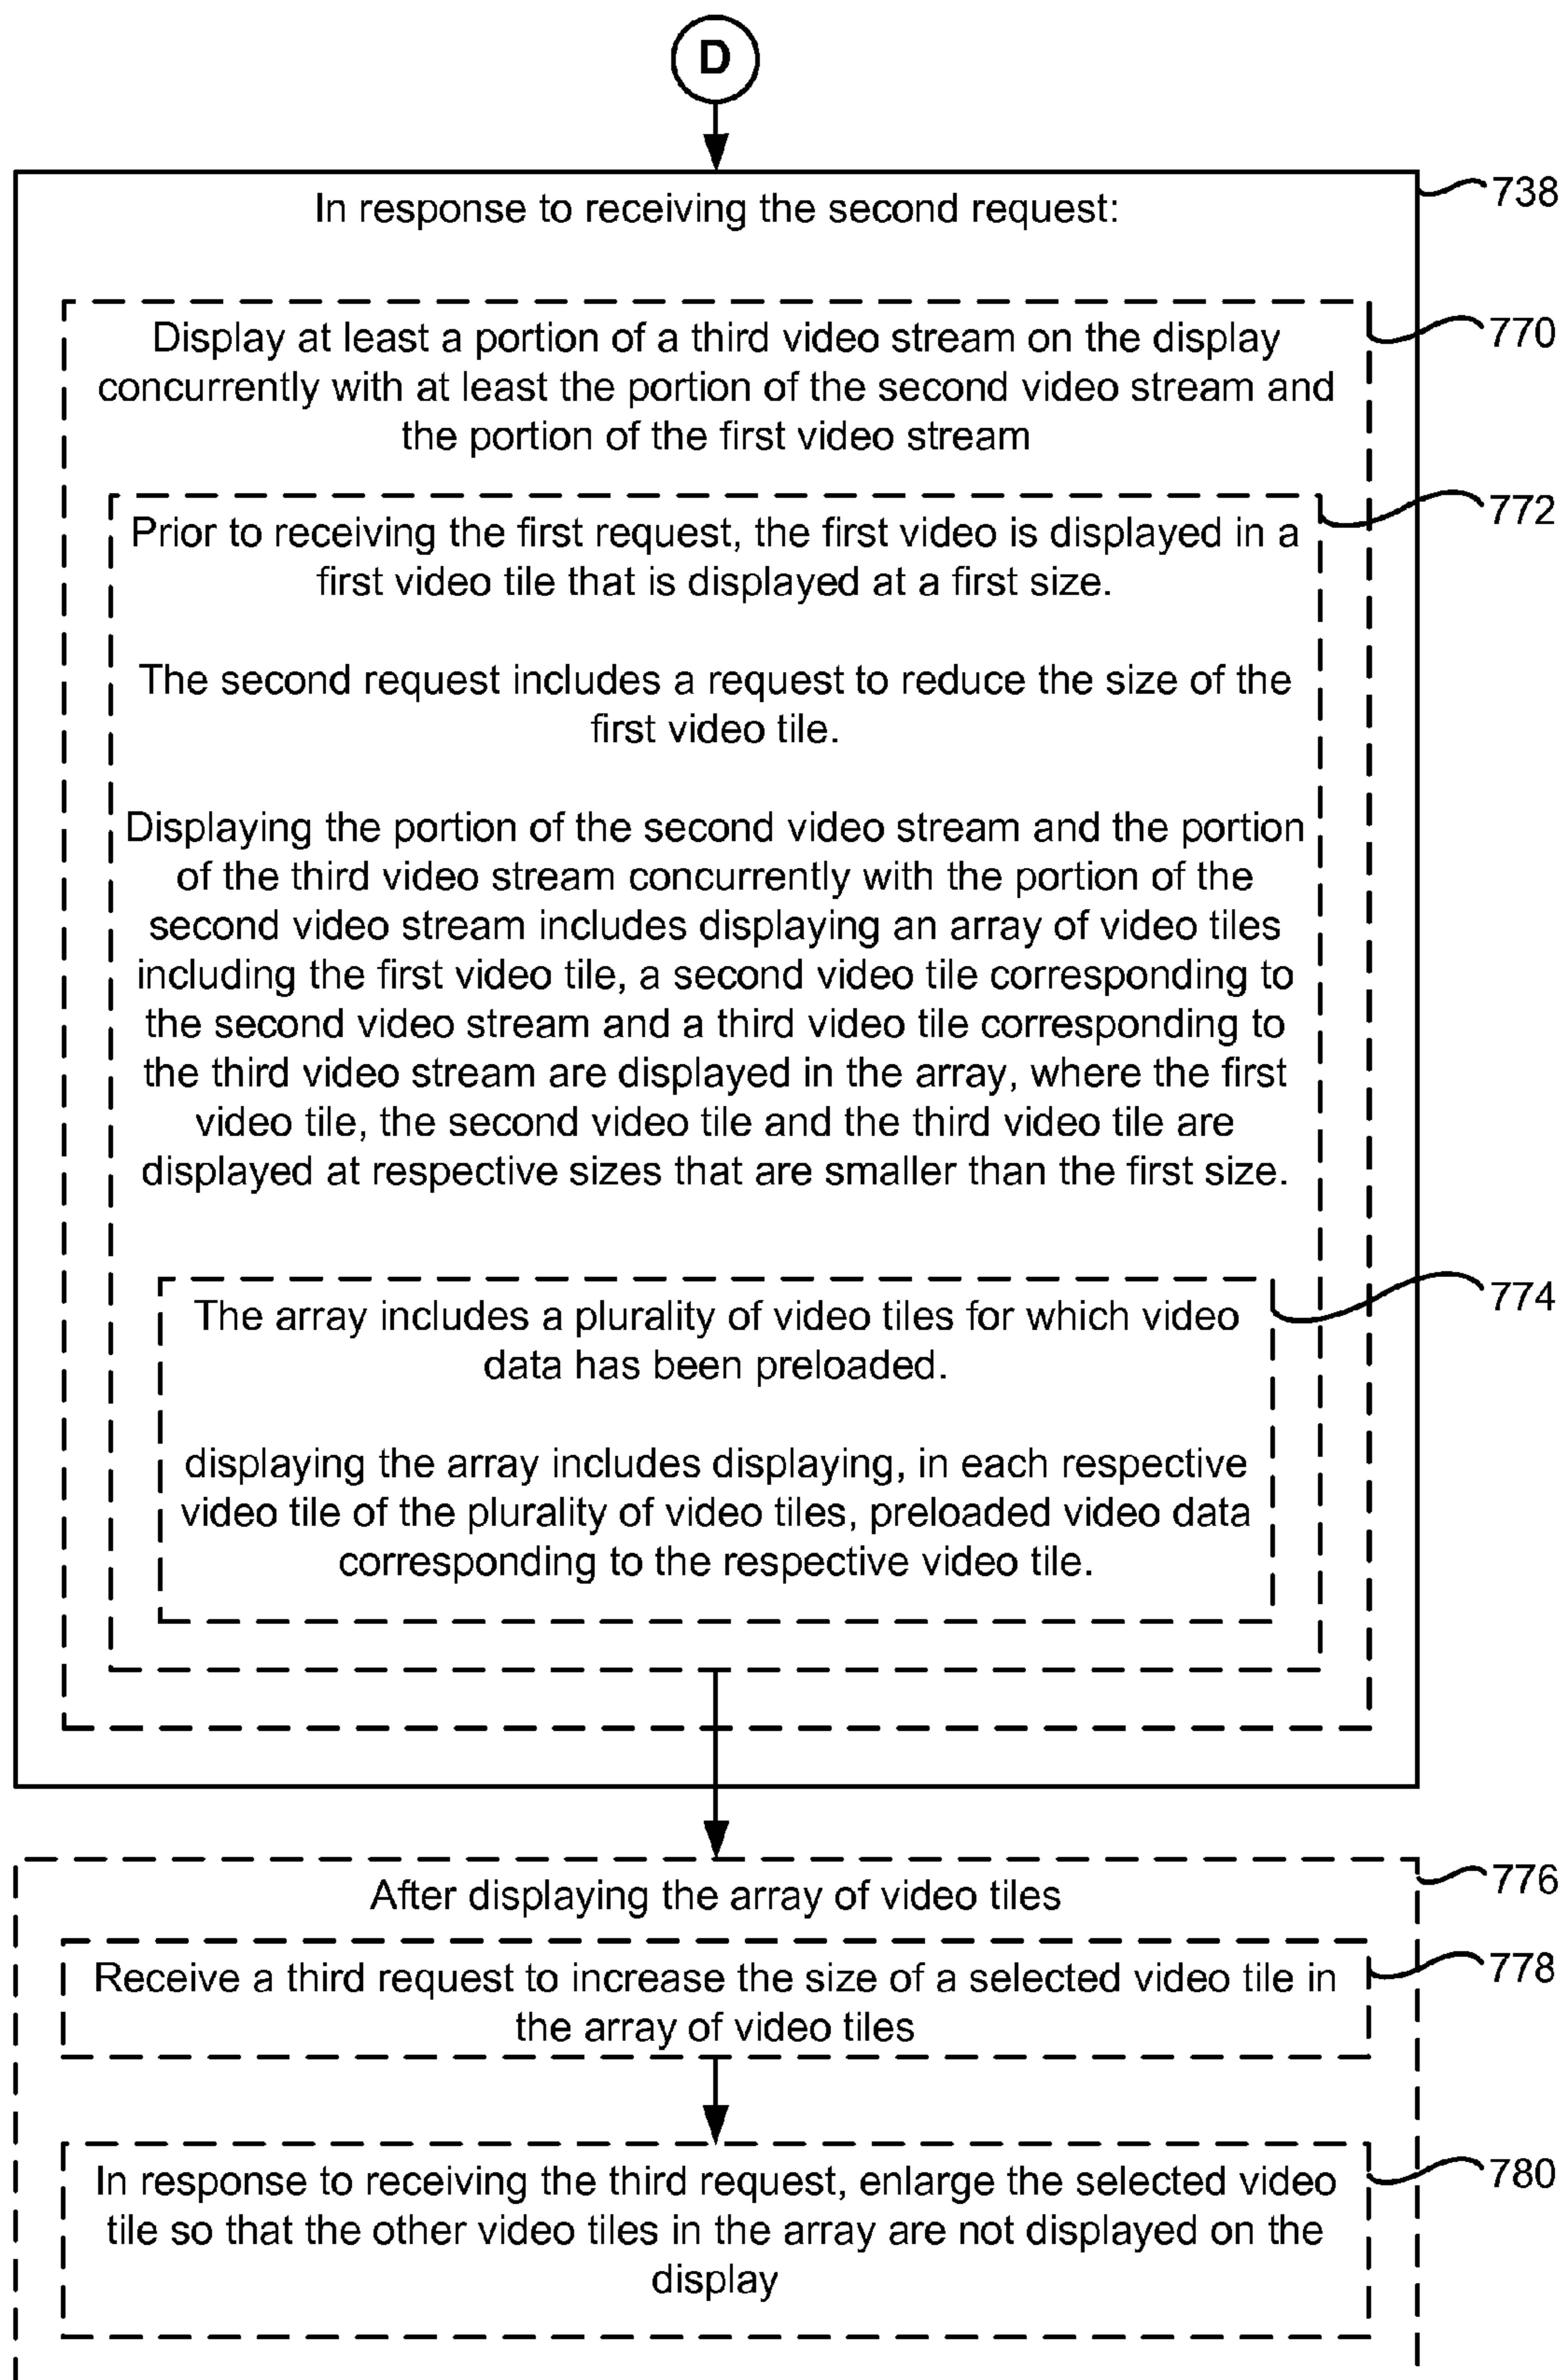 D
738
In response to receiving the second request:
770
Display at least a portion of a third video stream on the display
concurrently with at least the portion of the second video stream and
the portion of the first video stream
772
Prior to receiving the first request, the first video is displayed in a
first video tile that is displayed at a first size.
The second request includes a request to reduce the size of the
first video tile.
Displaying the portion of the second video stream and the portion
of the third video stream concurrently with the portion of the
second video stream includes displaying an array of video tiles
including the first video tile, a second video tile corresponding to
the second video stream and a third video tile corresponding to
the third video stream are displayed in the array, where the first
video tile, the second video tile and the third video tile are
displayed at respective sizes that are smaller than the first size.
774
The array includes a plurality of video tiles for which video
data has been preloaded.
displaying the array includes displaying, in each respective
video tile of the plurality of video tiles, preloaded video data
corresponding to the respective video tile.
776
After displaying the array of video tiles
778
Receive a third request to increase the size of a selected video tile in
the array of video tiles
780
In response to receiving the third request, enlarge the selected video
tile so that the other video tiles in the array are not displayed on the
display